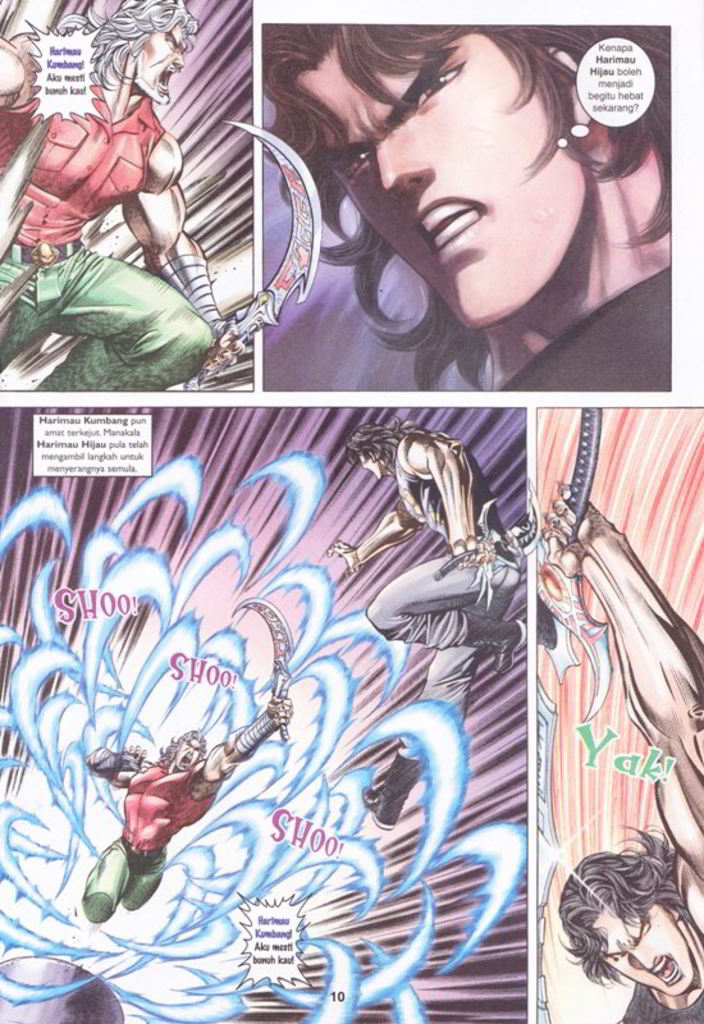 Harimau
Kumbang!
Aku mesti
bunuh kau!
Kenapa
Harimau
Hijau boleh
menjadi
begitu hebat
sekarang?
Harimau Kumbang pun
amat terkejut. Manakala
Harimau Hijau pula telah
mengambil langkah untuk
menyerangnya semula.
SHOO!
SHOO!
SHOO!
Yak!
Harimau
Kumbang!
Aku mesti
bunuh kau!
10